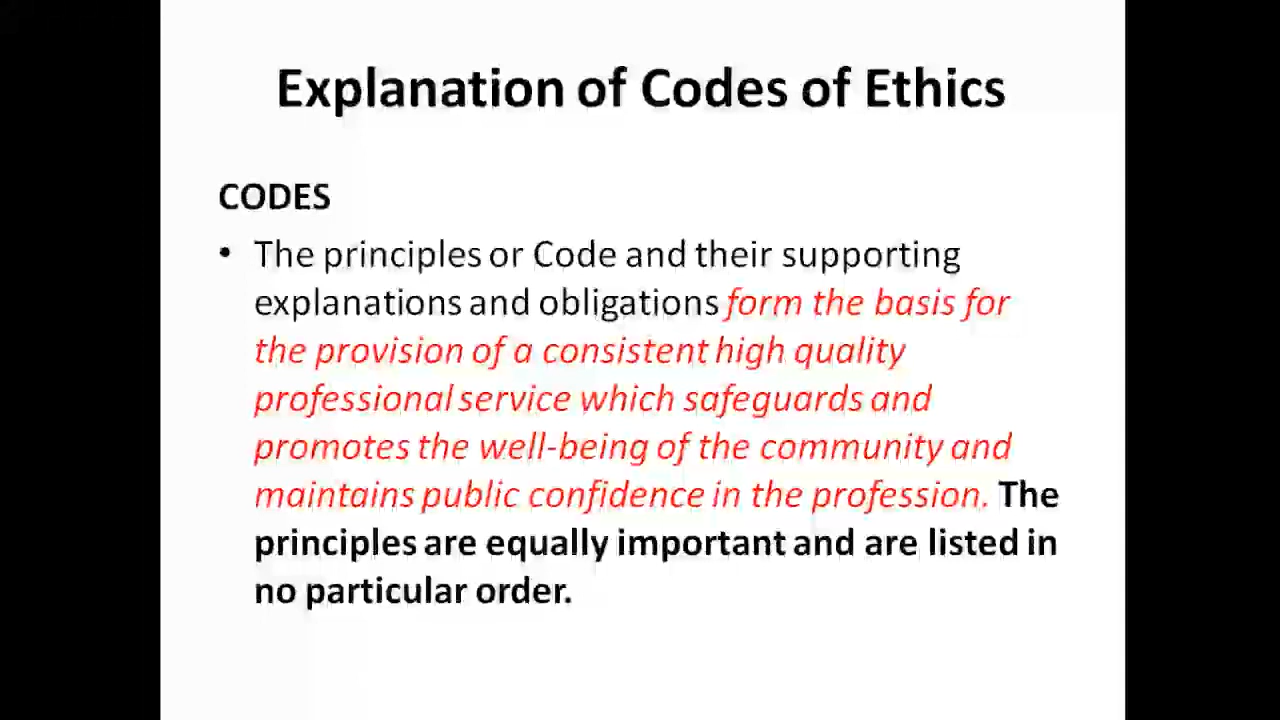 Explanation of Codes of Ethics
CODES
• The principles or Code and their supporting
explanations and obligations form the basis for
the provision of a consistent high quality
professional service which safeguards and
promotes the well-being of the community and
maintains public confidence in the profession. The
principles are equally important and are listed in
no particular order.